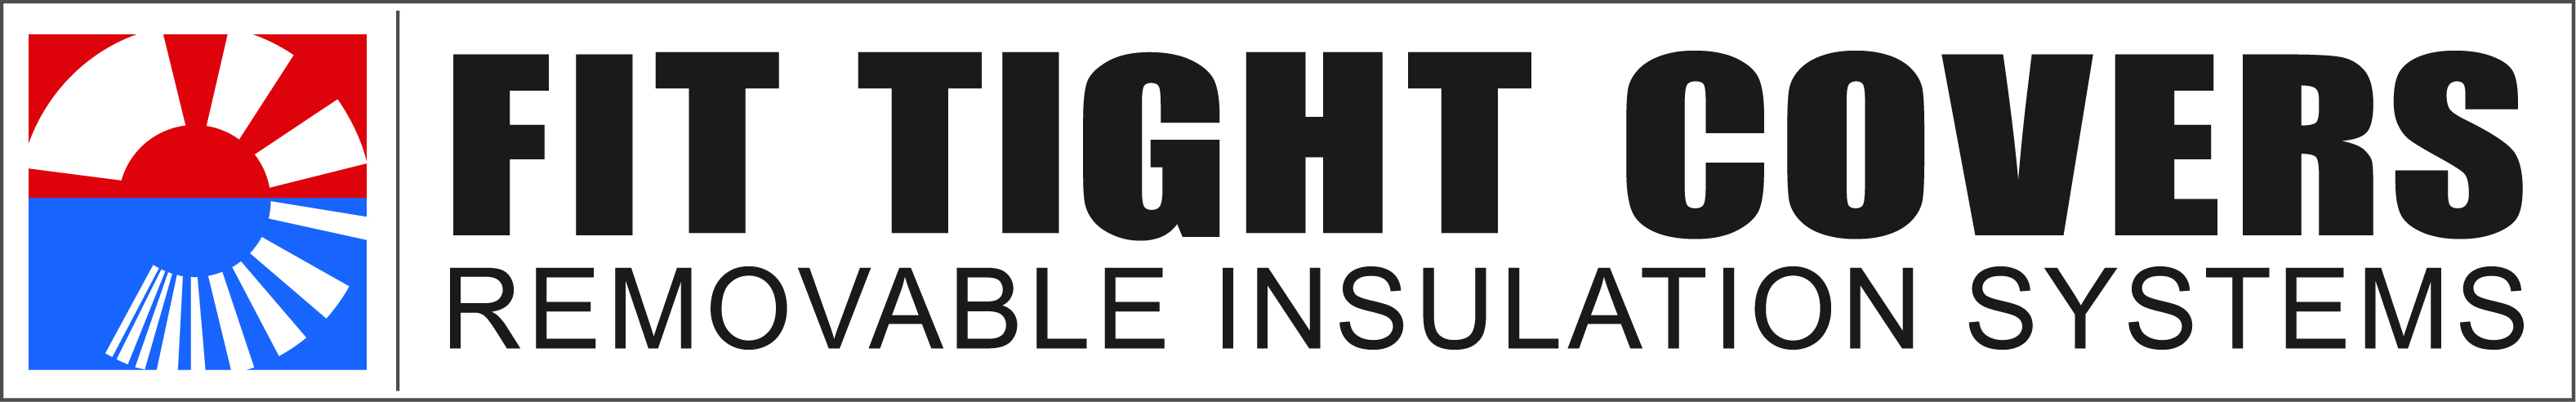 FIT TIGHT COVERS
REMOVABLE INSULATION SYSTEMS